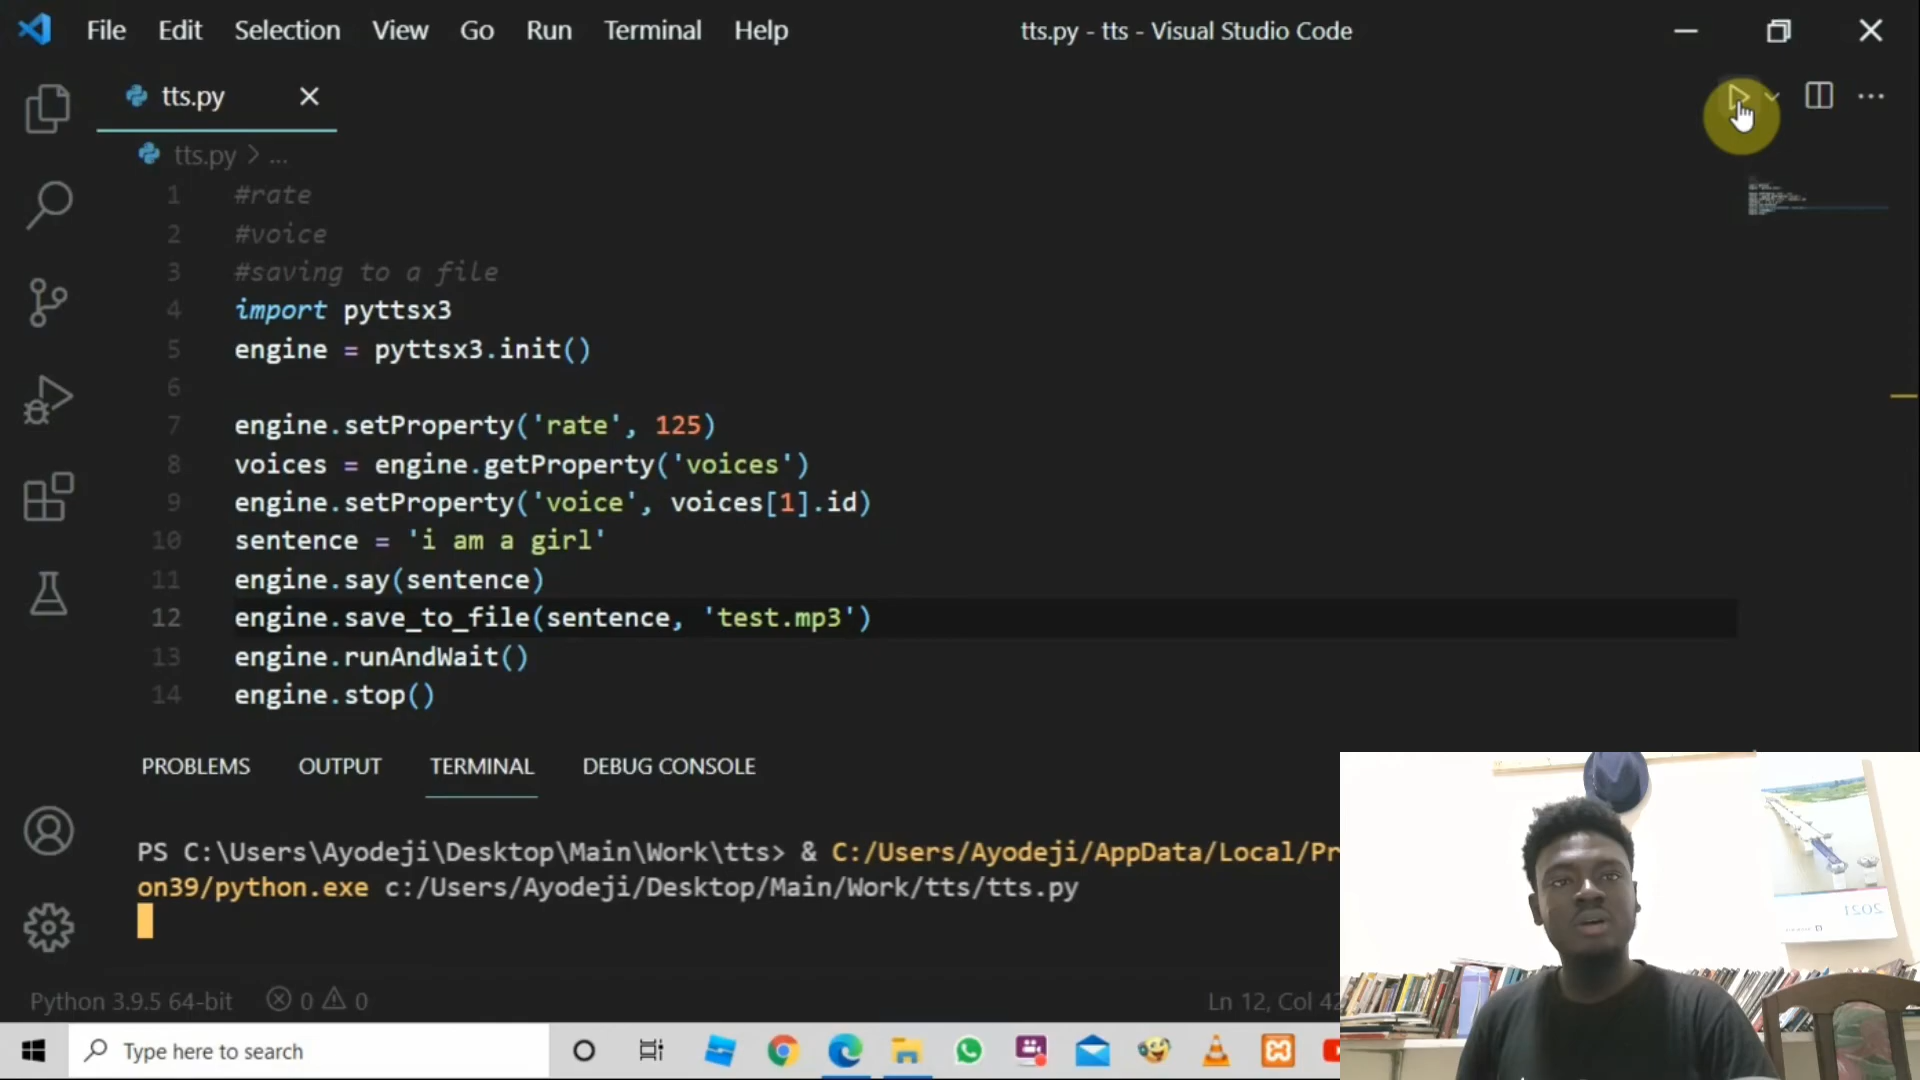 File Edit Selection View Go Run Terminal Help tts.py - tts - Visual Studio Code
tts.py
tts.py > ...
1 #rate
2 #voice
3 #saving to a file
4 import pyttsx3
5 engine = pyttsx3.init()
6
7 engine.setProperty('rate', 125)
8 voices = engine.getProperty('voices')
9 engine.setProperty('voice', voices[1].id)
10 sentence = 'i am a girl'
11 engine.say(sentence)
12 engine.save_to_file(sentence, 'test.mp3')
13 engine.runAndWait()
14 engine.stop()
PROBLEMS OUTPUT TERMINAL DEBUG CONSOLE
PS C:\Users\Ayodeji\Desktop\Main\Work\tts> & C:/Users/Ayodeji/AppData/Local/Pr
on39/python.exe c:/Users/Ayodeji/Desktop/Main/Work/tts/tts.py
Python 3.9.5 64-bit 0 0 Ln 12, Col 42
Type here to search
2021